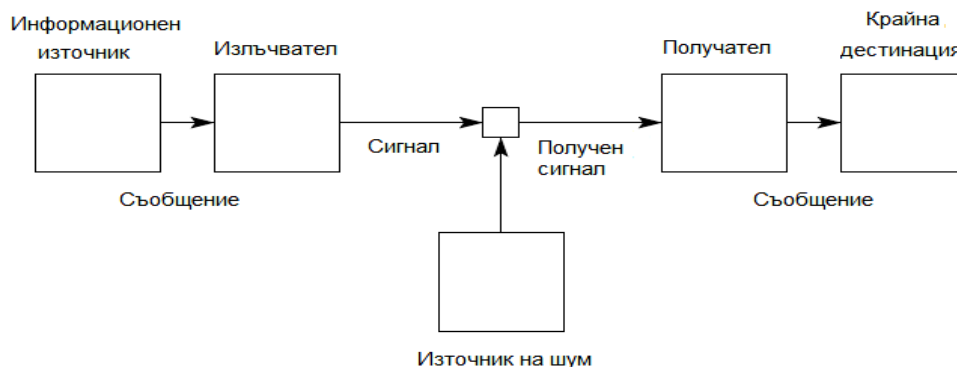 Информационен
източник
Излъчвател
Получател
Крайна
дестинация
Сигнал
Получен
сигнал
Съобщение
Съобщение
Източник на шум